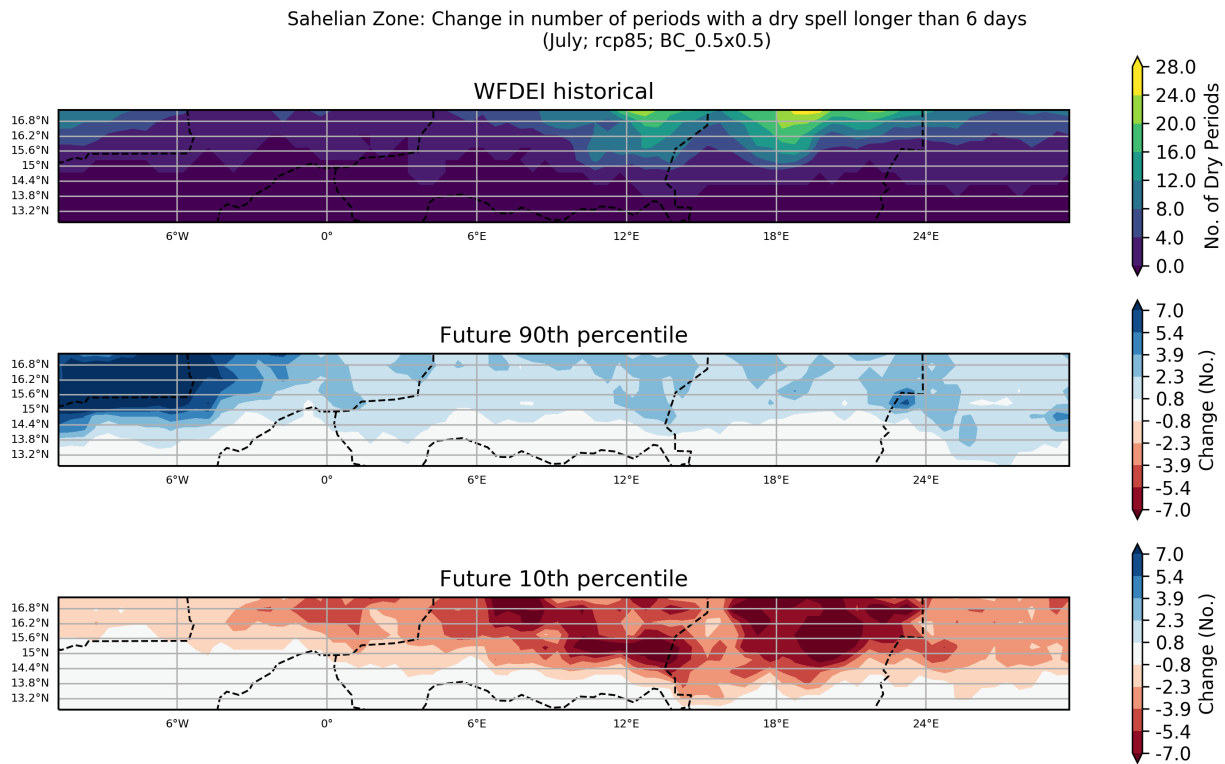 Sahelian Zone: Change in number of periods with a dry spell longer than 6 days
(July; rcp85; BC_0.5x0.5)
WFDEI historical
16.8°N
16.2°N
15.6°N
15°N
14.4°N
13.8°N
13.2°N
6°W 0° 6°E 12°E 18°E 24°E
28.0
24.0
20.0
16.0
12.0
8.0
4.0
0.0
No. of Dry Periods
Future 90th percentile
16.8°N
16.2°N
15.6°N
15°N
14.4°N
13.8°N
13.2°N
6°W 0° 6°E 12°E 18°E 24°E
7.0
5.4
3.9
2.3
0.8
-0.8
-2.3
-3.9
-5.4
-7.0
Change (No.)
Future 10th percentile
16.8°N
16.2°N
15.6°N
15°N
14.4°N
13.8°N
13.2°N
6°W 0° 6°E 12°E 18°E 24°E
7.0
5.4
3.9
2.3
0.8
-0.8
-2.3
-3.9
-5.4
-7.0
Change (No.)